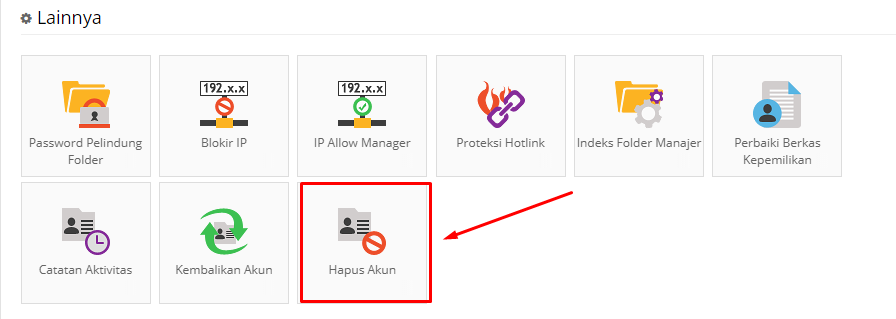 Lainnya
192.x.x
192.x.x
Password Pelindung
Folder
Blokir IP
IP Allow Manager
Proteksi Hotlink
Indeks Folder Manajer
Perbaiki Berkas
Kepemilikan
Catatan Aktivitas
Kembalikan Akun
Hapus Akun